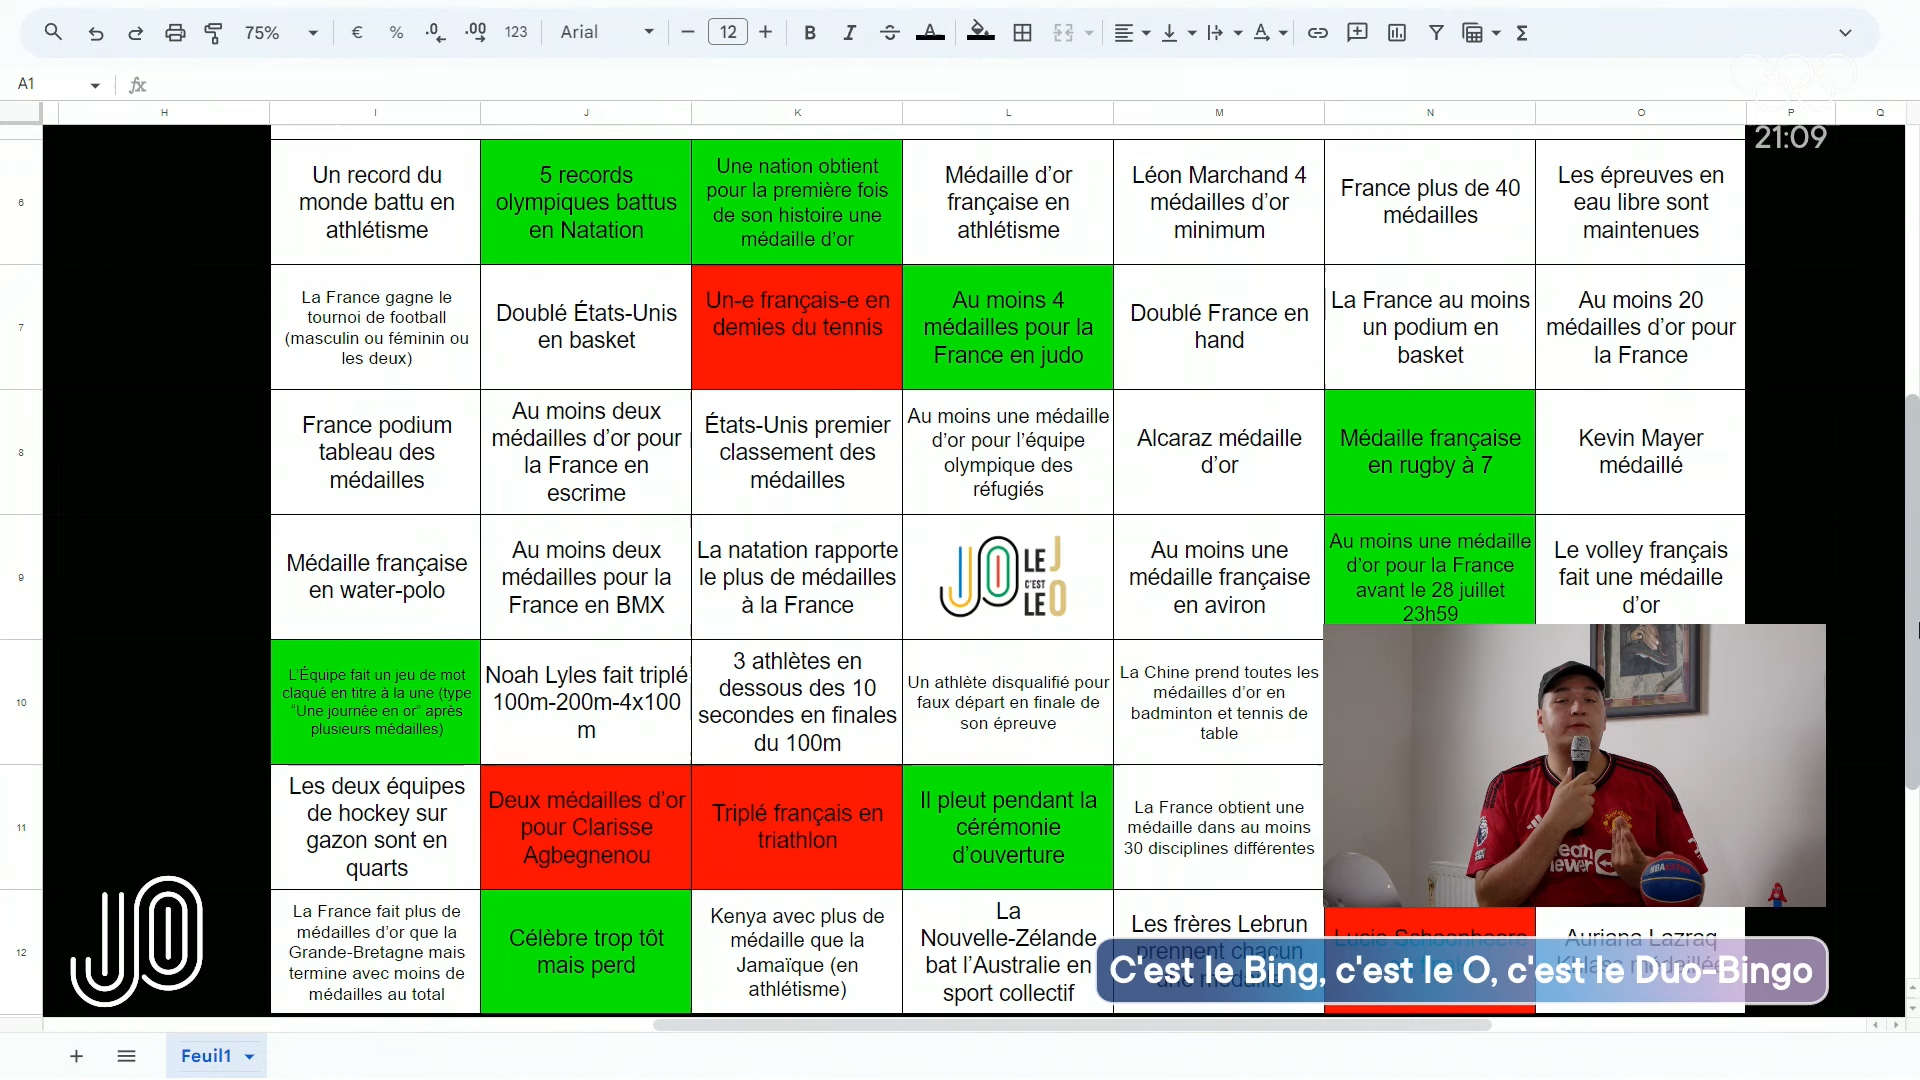 75%
€
%
.0
.00
123
Arial
12
A1
fx
H
I
J
K
L
M
N
O
P
Q
21:09
6
Un record du
monde battu en
athlétisme
5 records
olympiques battus
en Natation
Une nation obtient
pour la première fois
de son histoire une
médaille d’or
Médaille d’or
française en
athlétisme
Léon Marchand 4
médailles d’or
minimum
France plus de 40
médailles
Les épreuves en
eau libre sont
maintenues
7
La France gagne le
tournoi de football
(masculin ou féminin ou
les deux)
Doublé États-Unis
en basket
Un-e français-e en
demies du tennis
Au moins 4
médailles pour la
France en judo
Doublé France en
hand
La France au moins
un podium en
basket
Au moins 20
médailles d’or pour
la France
8
France podium
tableau des
médailles
Au moins deux
médailles d’or pour
la France en
escrime
États-Unis premier
classement des
médailles
Au moins une médaille
d’or pour l’équipe
olympique des
réfugiés
Alcaraz médaille
d’or
Médaille française
en rugby à 7
Kevin Mayer
médaillé
9
Médaille française
en water-polo
Au moins deux
médailles pour la
France en BMX
La natation rapporte
le plus de médailles
à la France
JO LE J
C'EST
LE O
Au moins une
médaille française
en aviron
Au moins une médaille
d’or pour la France
avant le 28 juillet
23h59
Le volley français
fait une médaille
d’or
10
L’Équipe fait un jeu de mot
claqué en titre à la une (type
“Une journée en or” après
plusieurs médailles)
Noah Lyles fait triplé
100m-200m-4x100
m
3 athlètes en
dessous des 10
secondes en finales
du 100m
Un athlète disqualifié pour
faux départ en finale de
son épreuve
La Chine prend toutes les
médailles d’or en
badminton et tennis de
table
11
Les deux équipes
de hockey sur
gazon sont en
quarts
Deux médailles d’or
pour Clarisse
Agbegnenou
Triplé français en
triathlon
Il pleut pendant la
cérémonie
d’ouverture
La France obtient une
médaille dans au moins
30 disciplines différentes
12
La France fait plus de
médailles d’or que la
Grande-Bretagne mais
termine avec moins de
médailles au total
Célèbre trop tôt
mais perd
Kenya avec plus de
médaille que la
Jamaïque (en
athlétisme)
La
Nouvelle-Zélande
bat l’Australie en
sport collectif
Les frères Lebrun
prennent chacun
une médaille
Auriana Lazraq
JO
C'est le Bing, c'est le O, c'est le Duo-Bingo
Feuil1